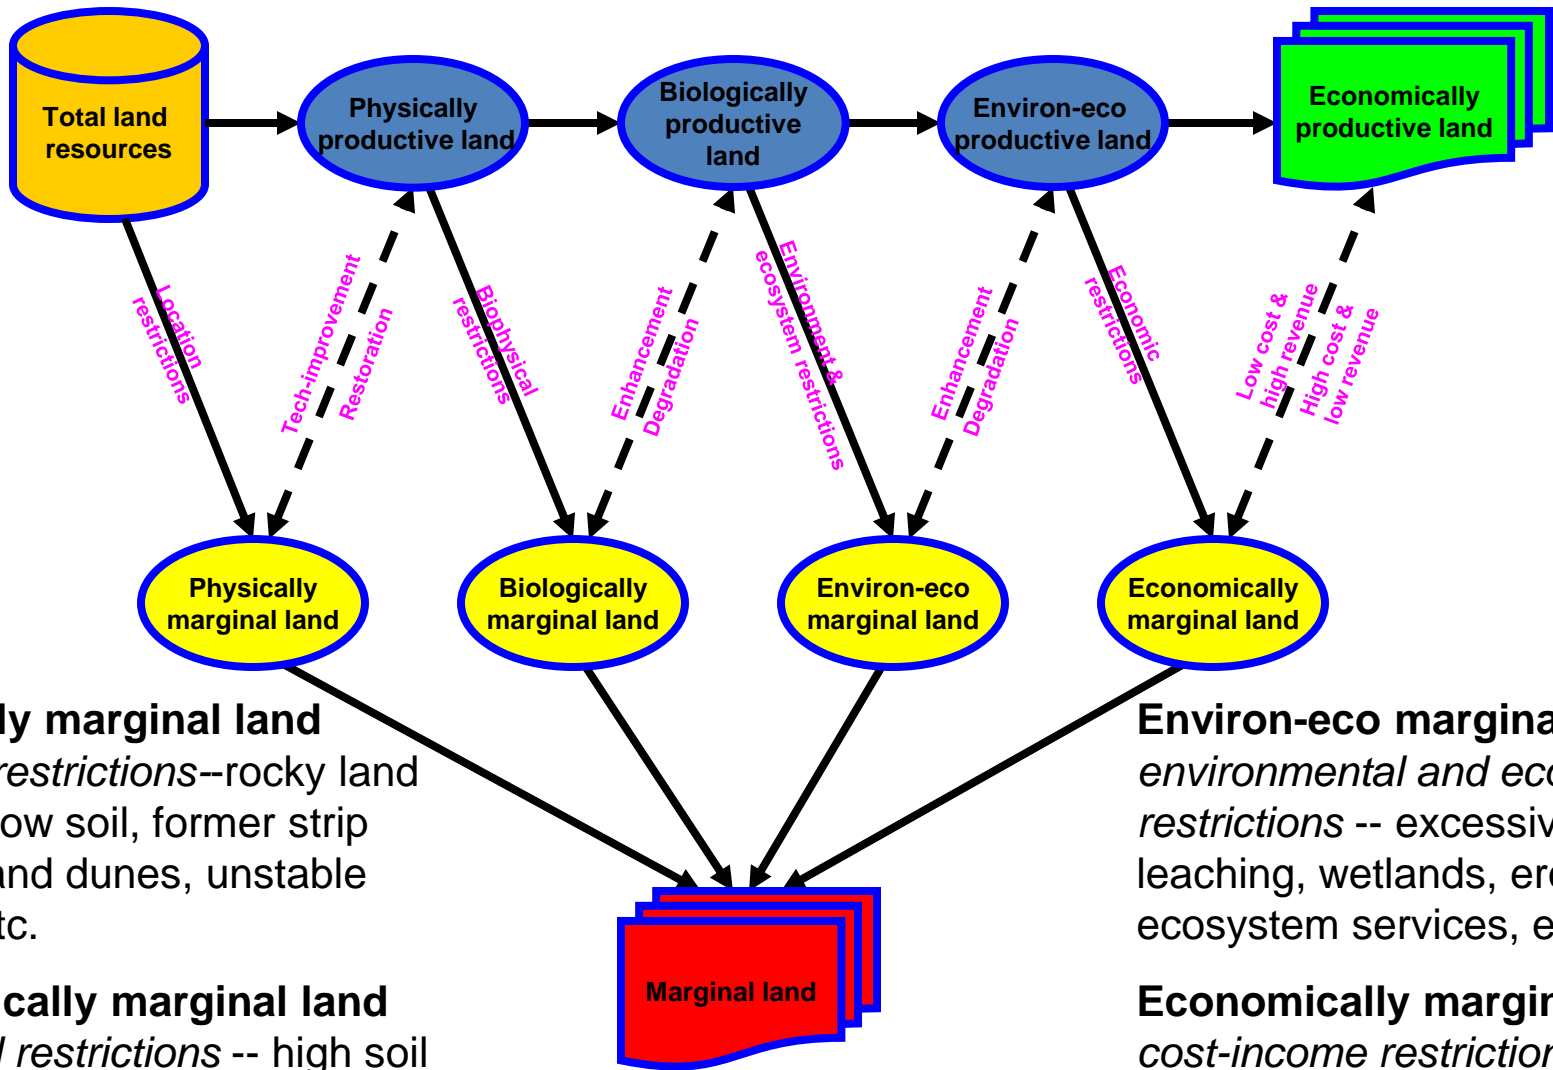 Total land
resources
Physically
productive land
Biologically
productive
land
Environ-eco
productive land
Economically
productive land
Location
restrictions
Tech-improvement
Restoration
Biophysical
restrictions
Enhancement
Degradation
Environment &
ecosystem restrictions
Enhancement
Degradation
Economic
restrictions
Low cost &
high revenue
High cost &
low revenue
Physically
marginal land
Biologically
marginal land
Environ-eco
marginal land
Economically
marginal land
ly marginal land
restrictions--rocky land
ow soil, former strip
and dunes, unstable
tc.
cally marginal land
l restrictions -- high soil
Environ-eco margina
environmental and eco
restrictions -- excessiv
leaching, wetlands, ero
ecosystem services, e
Economically margin
cost-income restriction
Marginal land